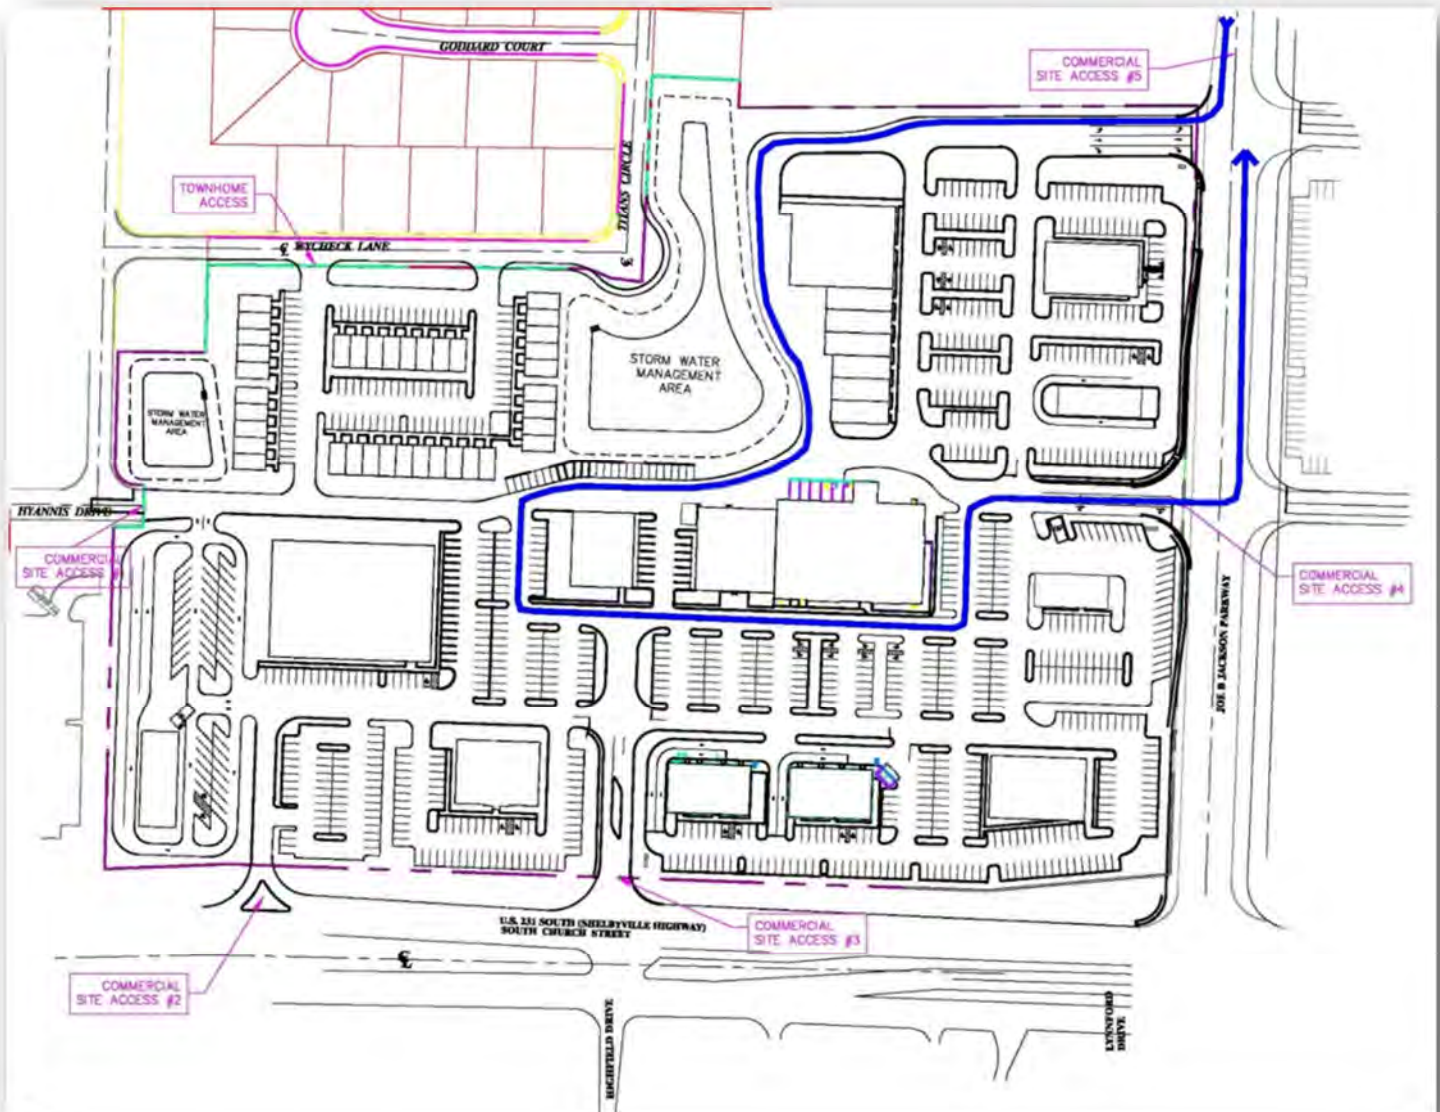 GODDARD COURT
COMMERCIAL
SITE ACCESS #5
TITANS CIRCLE
TOWNHOME
ACCESS
WYCHECK LANE
STORM WATER
MANAGEMENT
AREA
STORM WATER
MANAGEMENT
AREA
HYANNIS DRIVE
COMMERCIAL
SITE ACCESS
COMMERCIAL
SITE ACCESS #4
JOE B JACKSON PARKWAY
U.S. 231 SOUTH (SHELBYVILLE HIGHWAY)
SOUTH CHURCH STREET
COMMERCIAL
SITE ACCESS #3
COMMERCIAL
SITE ACCESS #2
HIGHFIELD DRIVE
LYNNFORD
DRIVE